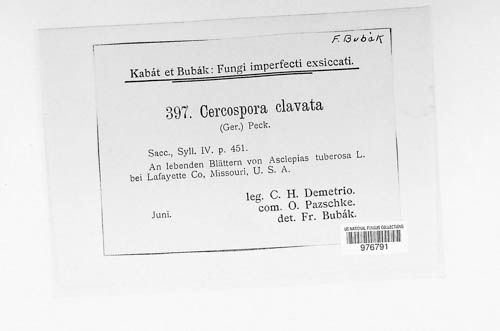 F. Bubák
Kabát et Bubák: Fungi imperfecti exsiccati.
397. Cercospora clavata
(Ger.) Peck.
Sacc., Syll. IV. p. 451.
An lebenden Blättern von Asclepias tuberosa L.
bei Lafayette Co, Missouri, U. S. A.
leg. C. H. Demetrio.
com. O. Pazschke.
Juni.
det. Fr. Bubák.
US NATIONAL FUNGUS COLLECTIONS
976791